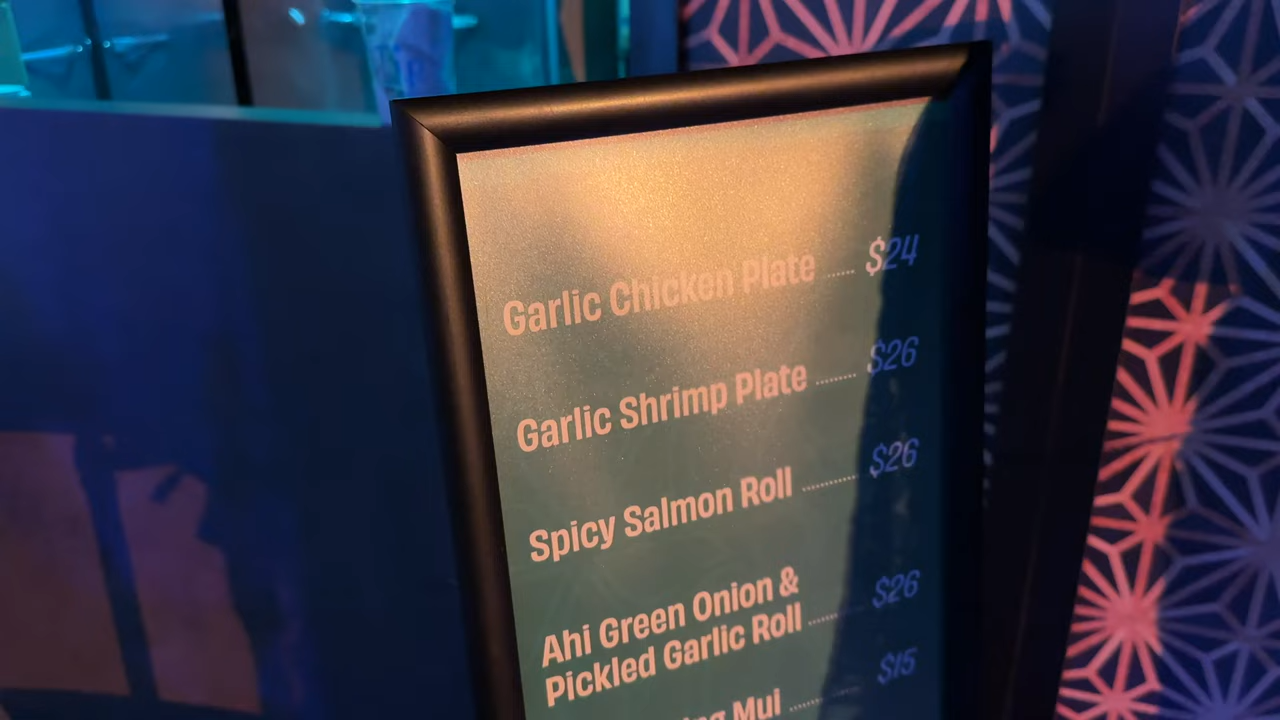 Garlic Chicken Plate ...... $24
Garlic Shrimp Plate ........ $26
Spicy Salmon Roll ........... $26
Ahi Green Onion &
Pickled Garlic Roll ........... $26
Mui .............. $15